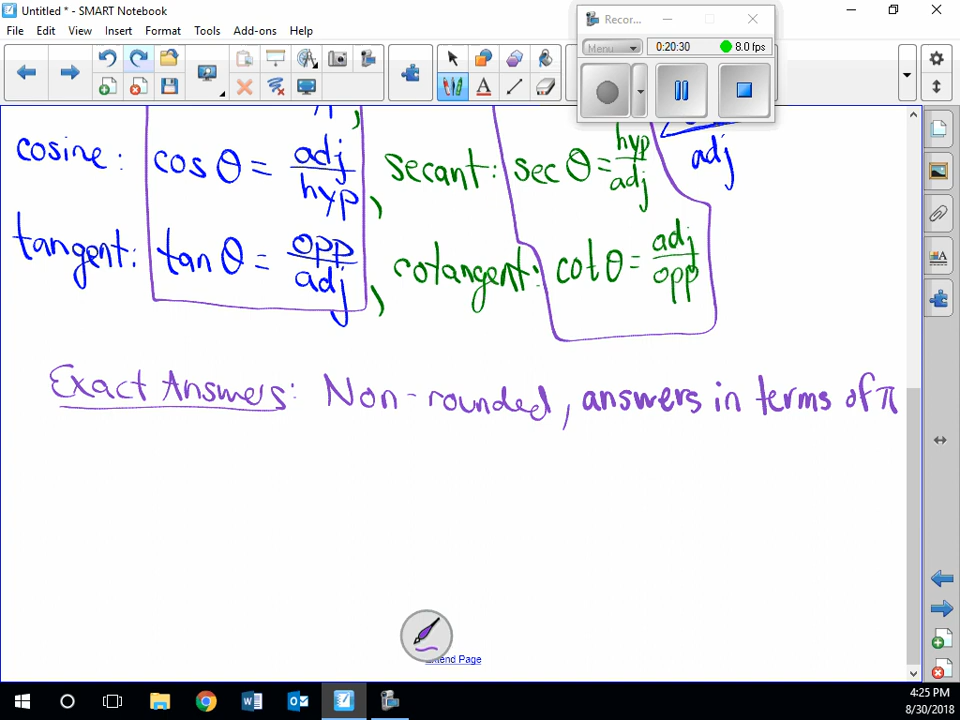 Untitled * - SMART Notebook
File Edit View Insert Format Tools Add-ons Help
Recor...
Menu 0:20:30 8.0 fps
cosine: cos θ = adj/hyp, secant: sec θ = hyp/adj
adj
tangent: tan θ = opp/adj, cotangent: cot θ = adj/opp
Exact Answers: Non-rounded, answers in terms of π
Extend Page
4:25 PM
8/30/2018